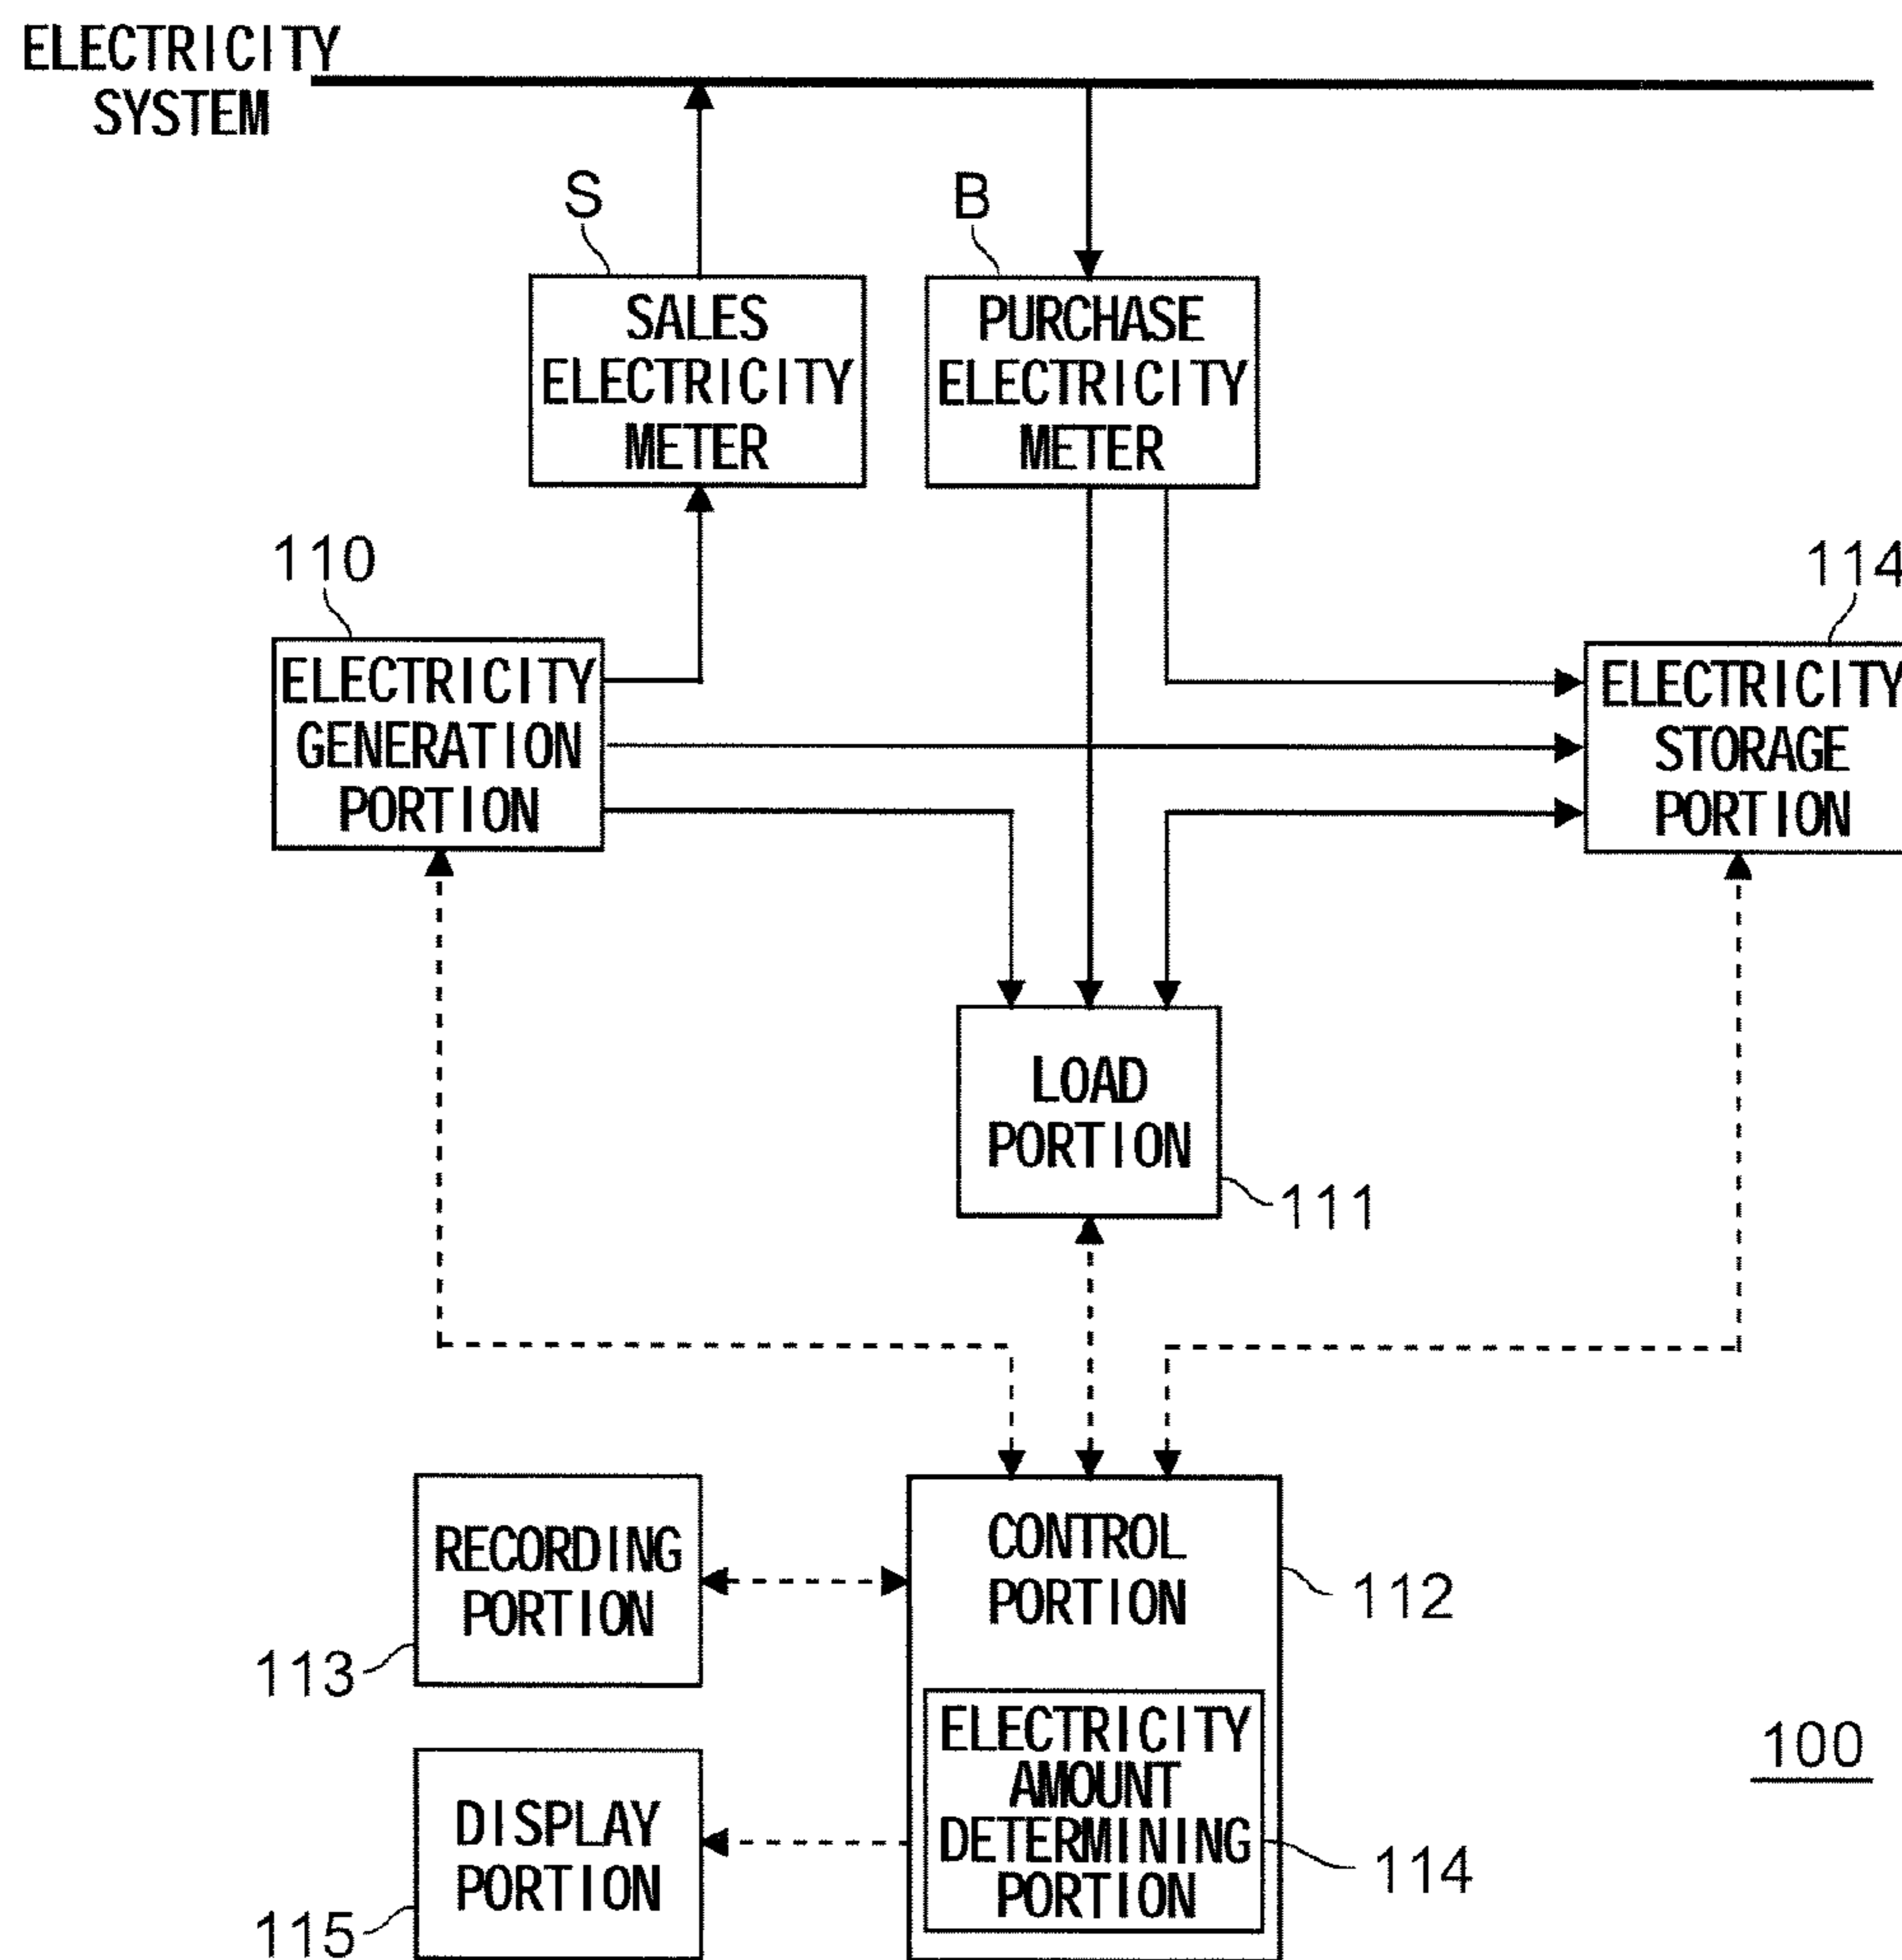 ELECTRICITY
SYSTEM
S
B
SALES
ELECTRICITY
METER
PURCHASE
ELECTRICITY
METER
110
114
ELECTRICITY
GENERATION
PORTION
ELECTRICITY
STORAGE
PORTION
LOAD
PORTION
111
RECORDING
PORTION
113
CONTROL
PORTION
112
ELECTRICITY
AMOUNT
DETERMINING
PORTION
114
DISPLAY
PORTION
115
100